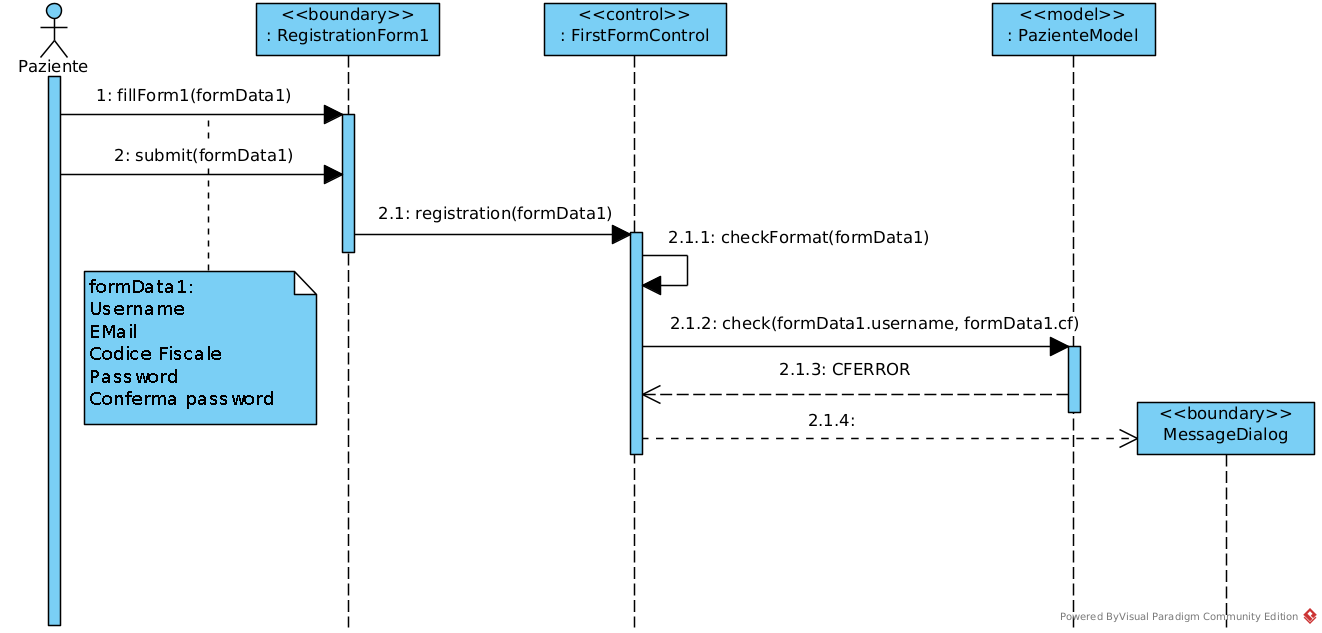 <<boundary>>
: RegistrationForm1
<<control>>
: FirstFormControl
<<model>>
: PazienteModel
Paziente
1: fillForm1(formData1)
2: submit(formData1)
2.1: registration(formData1)
2.1.1: checkFormat(formData1)
formData1:
Username
EMail
Codice Fiscale
Password
Conferma password
2.1.2: check(formData1.username, formData1.cf)
2.1.3: CFERROR
2.1.4:
<<boundary>>
MessageDialog
Powered ByVisual Paradigm Community Edition